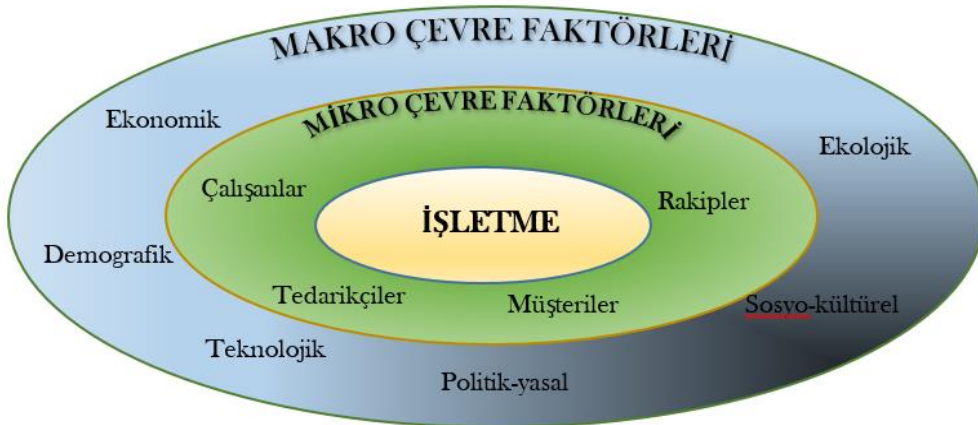 MAKRO ÇEVRE FAKTÖRLERİ
MİKRO ÇEVRE FAKTÖRLERİ
Ekonomik
Ekolojik
Çalışanlar
Rakipler
İŞLETME
Demografik
Tedarikçiler
Müşteriler
Sosyo-kültürel
Teknolojik
Politik-yasal